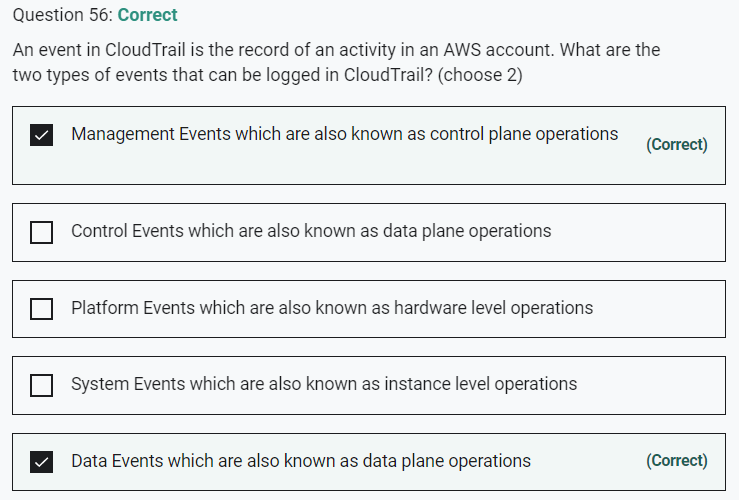 Question 56: Correct
An event in CloudTrail is the record of an activity in an AWS account. What are the
two types of events that can be logged in CloudTrail? (choose 2)
Management Events which are also known as control plane operations
(Correct)
Control Events which are also known as data plane operations
Platform Events which are also known as hardware level operations
System Events which are also known as instance level operations
Data Events which are also known as data plane operations
(Correct)